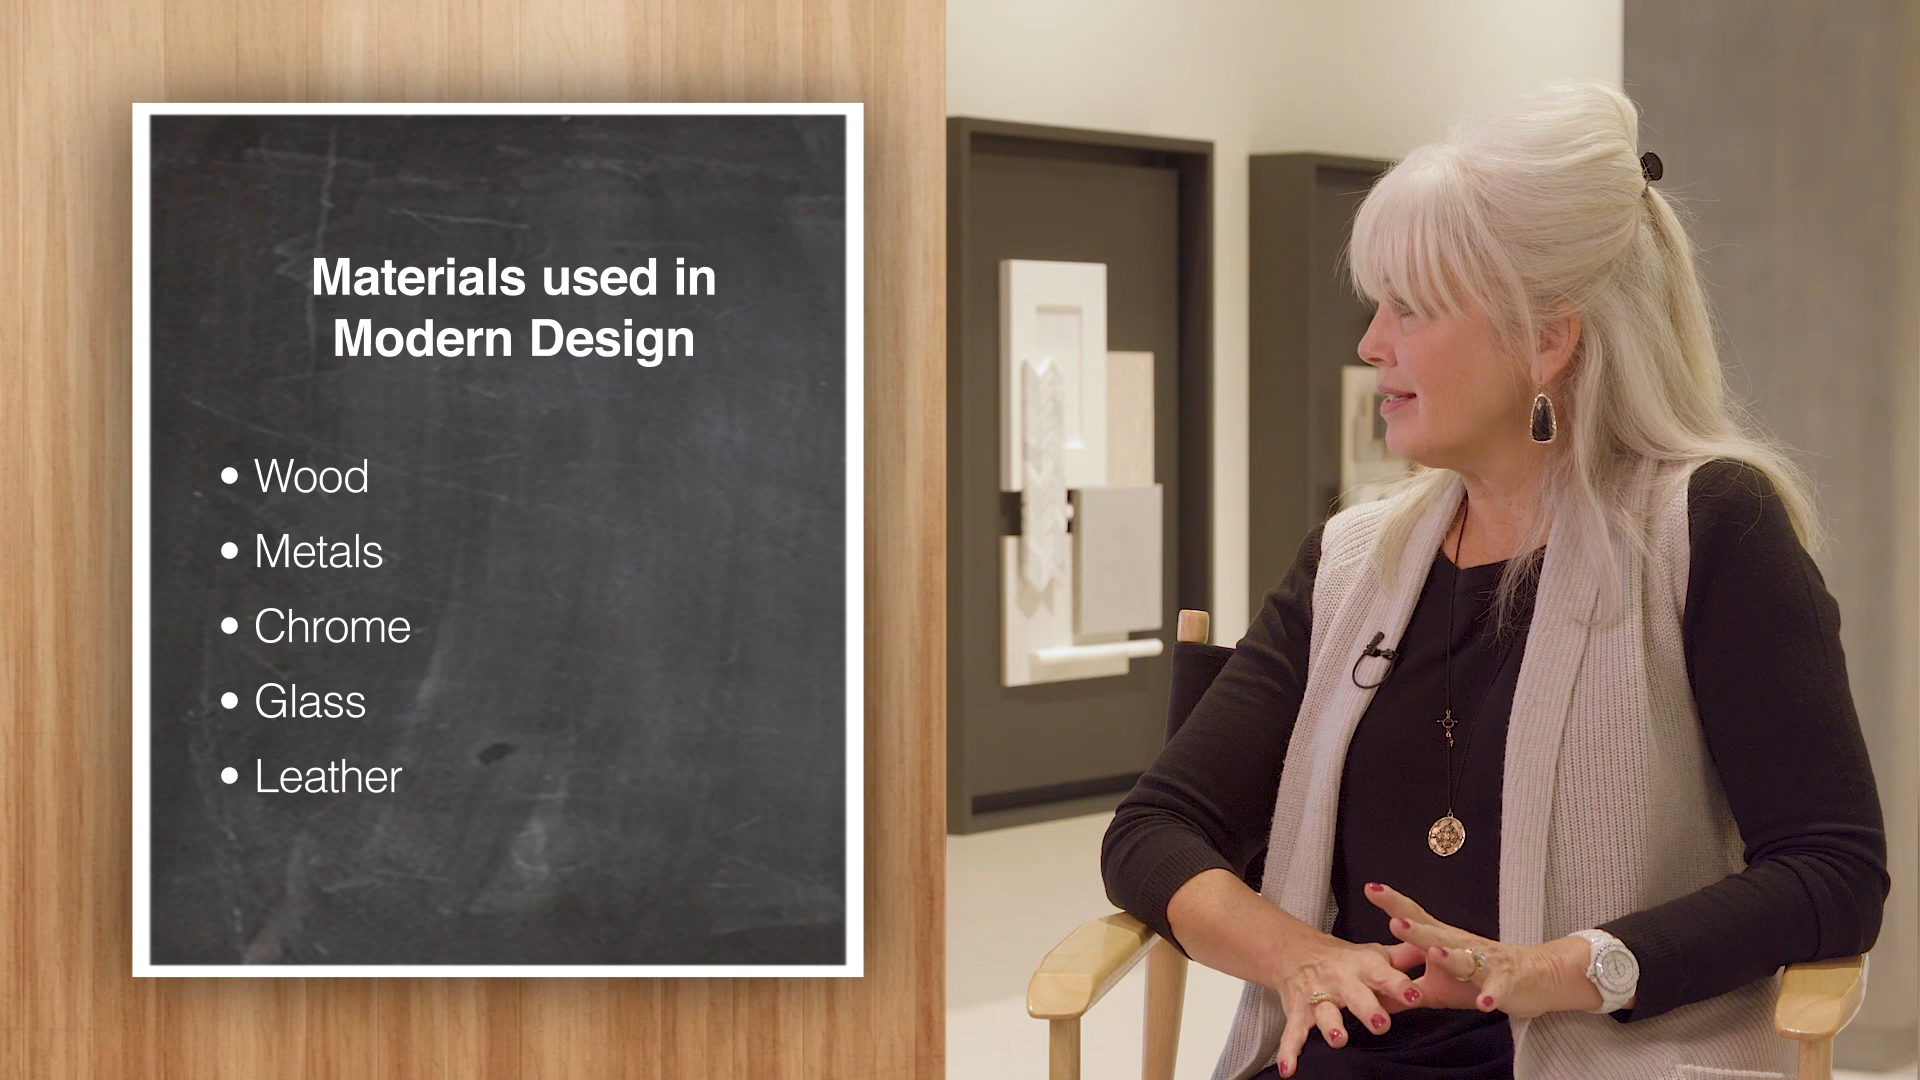 Materials used in
Modern Design
• Wood
• Metals
• Chrome
• Glass
• Leather